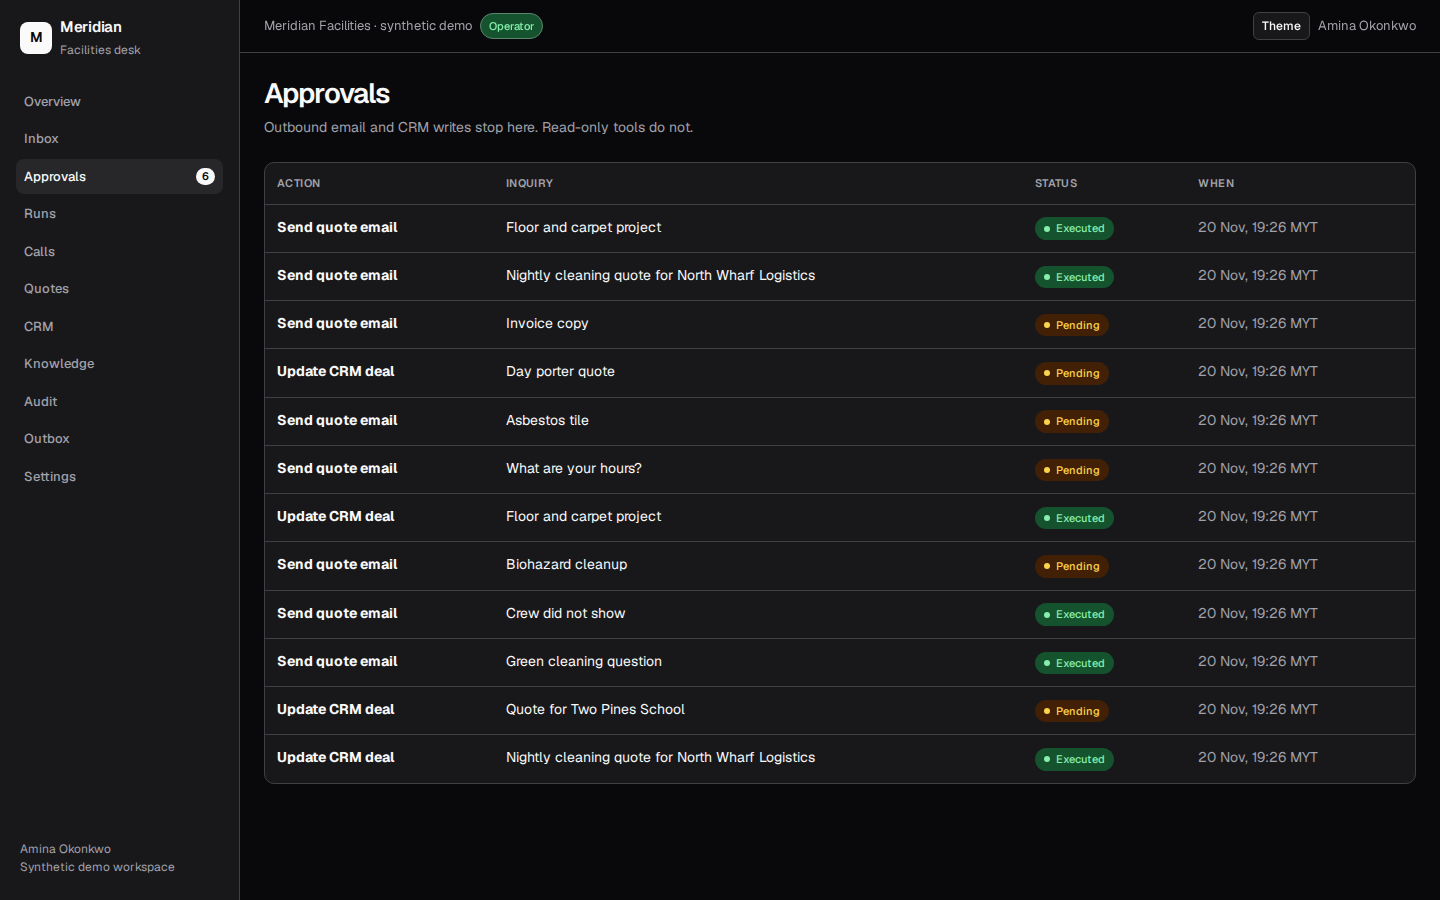 M
Meridian
Facilities desk
Overview
Inbox
Approvals 6
Runs
Calls
Quotes
CRM
Knowledge
Audit
Outbox
Settings
Amina Okonkwo
Synthetic demo workspace
Meridian Facilities · synthetic demo Operator Theme Amina Okonkwo
Approvals
Outbound email and CRM writes stop here. Read-only tools do not.
ACTION INQUIRY STATUS WHEN
Send quote email Floor and carpet project Executed 20 Nov, 19:26 MYT
Send quote email Nightly cleaning quote for North Wharf Logistics Executed 20 Nov, 19:26 MYT
Send quote email Invoice copy Pending 20 Nov, 19:26 MYT
Update CRM deal Day porter quote Pending 20 Nov, 19:26 MYT
Send quote email Asbestos tile Pending 20 Nov, 19:26 MYT
Send quote email What are your hours? Pending 20 Nov, 19:26 MYT
Update CRM deal Floor and carpet project Executed 20 Nov, 19:26 MYT
Send quote email Biohazard cleanup Pending 20 Nov, 19:26 MYT
Send quote email Crew did not show Executed 20 Nov, 19:26 MYT
Send quote email Green cleaning question Executed 20 Nov, 19:26 MYT
Update CRM deal Quote for Two Pines School Pending 20 Nov, 19:26 MYT
Update CRM deal Nightly cleaning quote for North Wharf Logistics Executed 20 Nov, 19:26 MYT